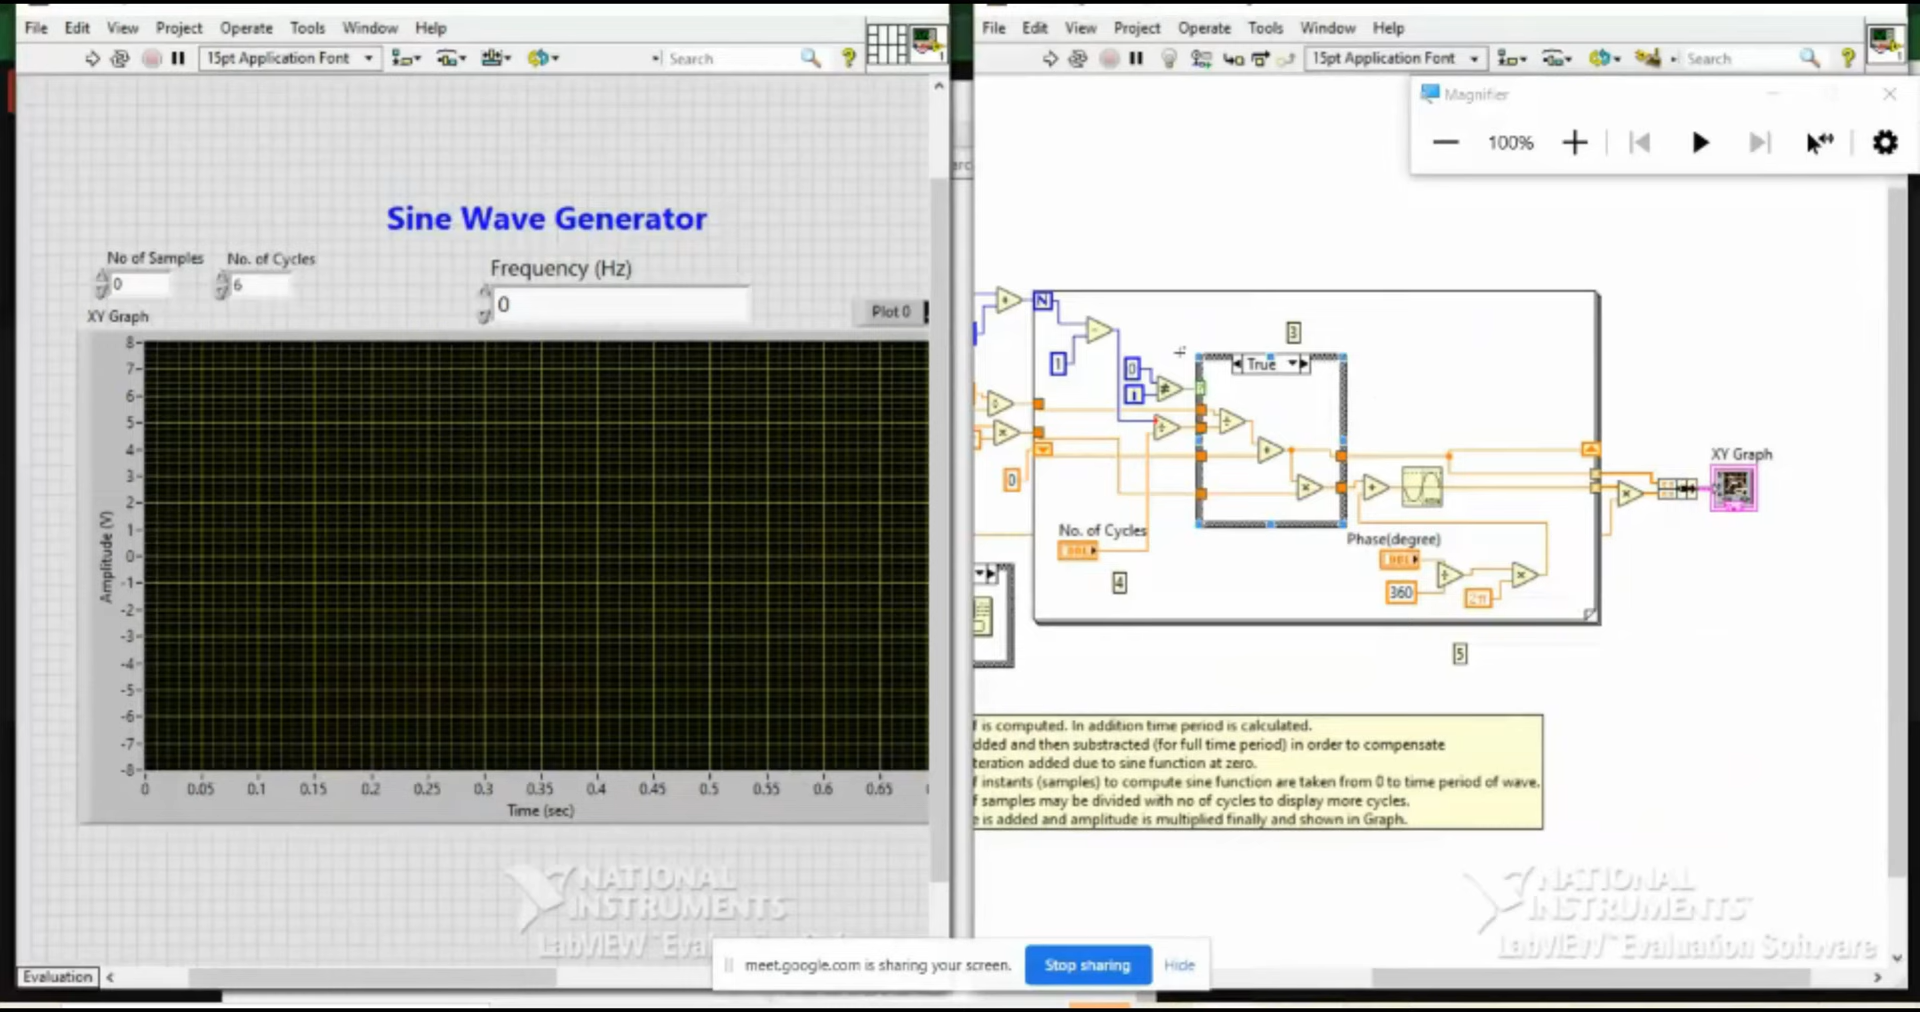 File Edit View Project Operate Tools Window Help
15pt Application Font
Search
Sine Wave Generator
No of Samples
0
No. of Cycles
6
Frequency (Hz)
0
XY Graph
Plot 0
8
7
6
5
4
3
2
1
0
-1
-2
-3
-4
-5
-6
-7
-8
Amplitude (V)
0 0.05 0.1 0.15 0.2 0.25 0.3 0.35 0.4 0.45 0.5 0.55 0.6 0.65
Time (sec)
NATIONAL
INSTRUMENTS
Evaluation
File Edit View Project Operate Tools Window Help
15pt Application Font
Search
Magnifier
100%
N
3
1
0
i
True
0
XY Graph
No. of Cycles
4
Phase(degree)
360
2π
5
is computed. In addition time period is calculated.
dded and then substracted (for full time period) in order to compensate
teration added due to sine function at zero.
f instants (samples) to compute sine function are taken from 0 to time period of wave.
f samples may be divided with no of cycles to display more cycles.
e is added and amplitude is multiplied finally and shown in Graph.
NATIONAL
INSTRUMENTS
LabVIEW™ Evaluation Software
meet.google.com is sharing your screen.
Stop sharing
Hide